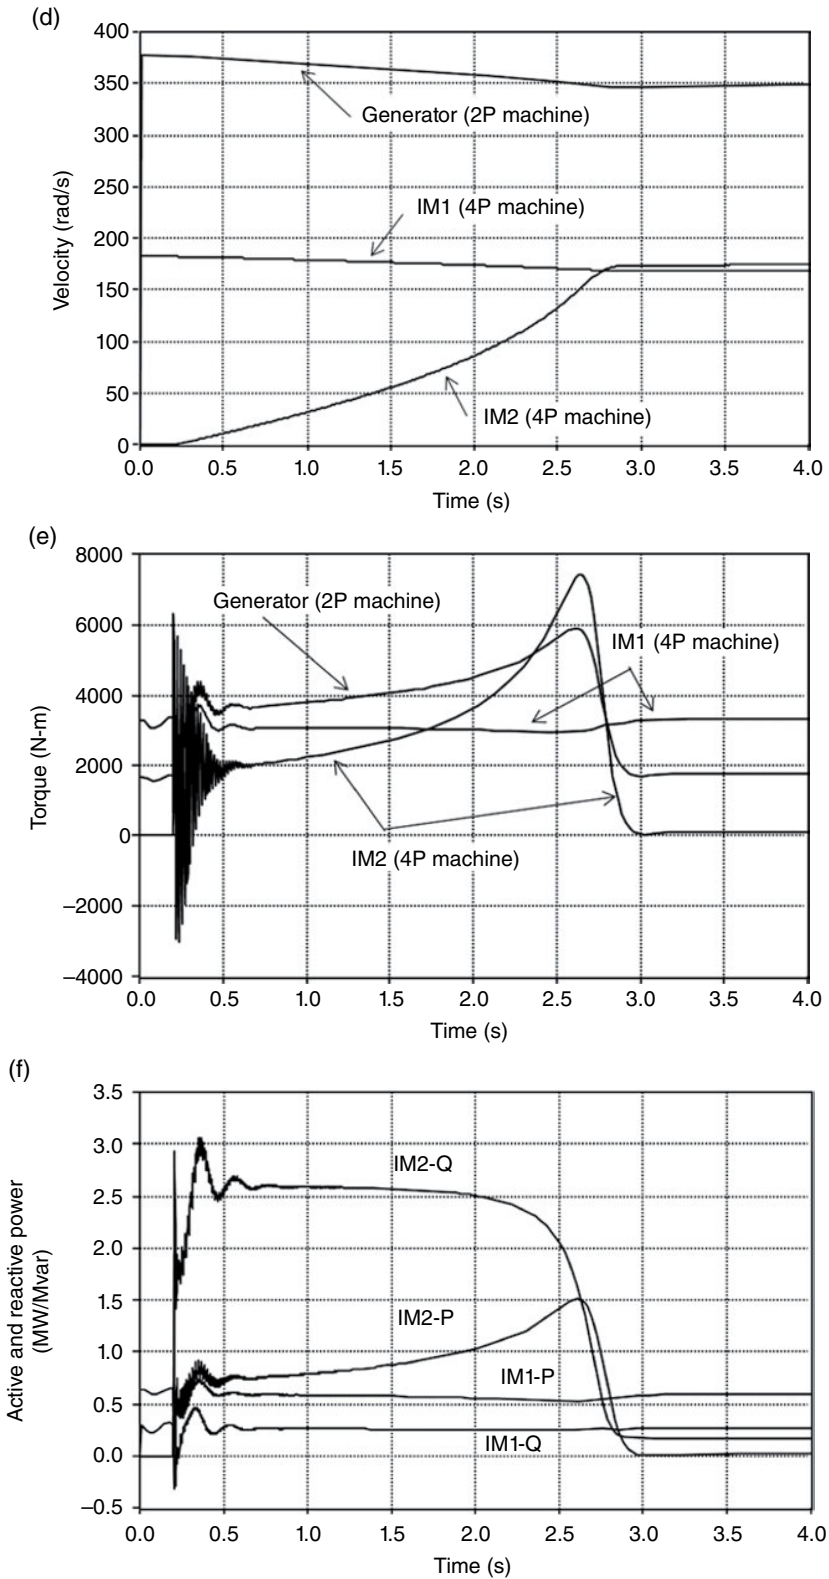 (d)
400
350
300
250
200
150
100
50
0
Velocity (rad/s)
Generator (2P machine)
IM1 (4P machine)
IM2 (4P machine)
0.0 0.5 1.0 1.5 2.0 2.5 3.0 3.5 4.0
Time (s)
(e)
8000
6000
4000
2000
0
–2000
–4000
Torque (N-m)
Generator (2P machine)
IM1 (4P machine)
IM2 (4P machine)
0.0 0.5 1.0 1.5 2.0 2.5 3.0 3.5 4.0
Time (s)
(f)
3.5
3.0
2.5
2.0
1.5
1.0
0.5
0.0
–0.5
Active and reactive power
(MW/Mvar)
IM2-Q
IM2-P
IM1-P
IM1-Q
0.0 0.5 1.0 1.5 2.0 2.5 3.0 3.5 4.0
Time (s)